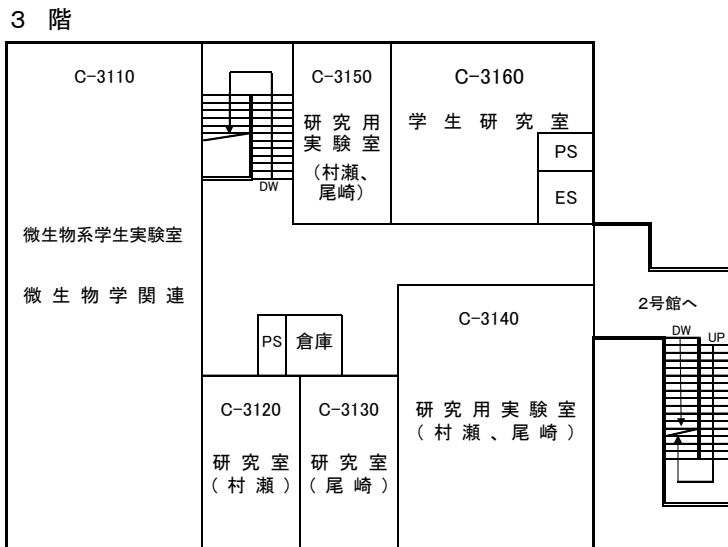 3 階
C-3110
微生物系学生実験室
微生物学関連
DW
C-3150
研究用
実験室
(村瀬、
尾崎)
C-3160
学生研究室
PS
ES
2号館へ
DW
UP
PS
倉庫
C-3120
研究室
(村瀬)
C-3130
研究室
(尾崎)
C-3140
研究用実験室
(村瀬、尾崎)